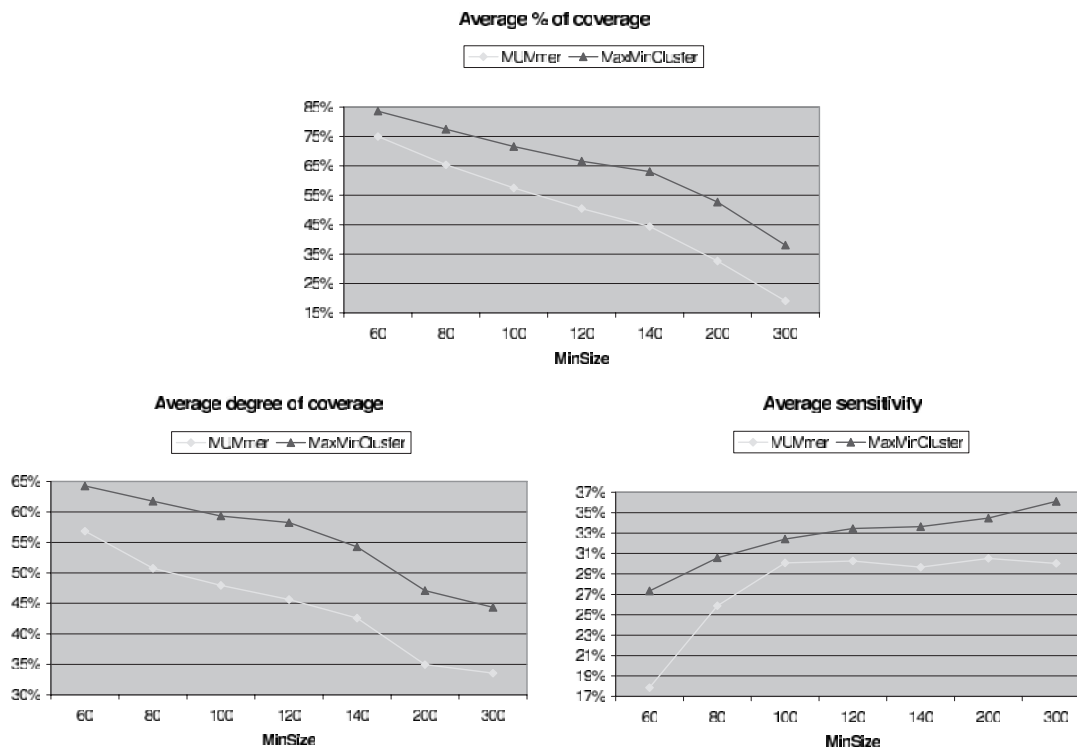 Average % of coverage
MUMmer MaxMinCluster
85%
75%
65%
55%
45%
35%
25%
15%
60 80 100 120 140 200 300
MinSize
Average degree of coverage
MUMmer MaxMinCluster
65%
60%
55%
50%
45%
40%
35%
30%
60 80 100 120 140 200 300
MinSize
Average sensitivity
MUMmer MaxMinCluster
37%
35%
33%
31%
29%
27%
25%
23%
21%
19%
17%
60 80 100 120 140 200 300
MinSize